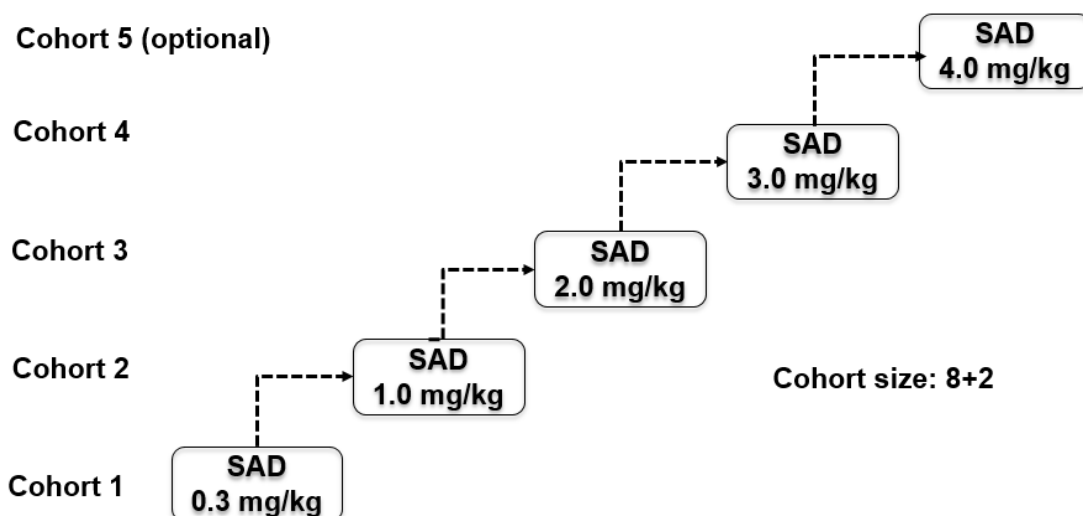 Cohort 5 (optional)
SAD
4.0 mg/kg
Cohort 4
SAD
3.0 mg/kg
Cohort 3
SAD
2.0 mg/kg
Cohort 2
SAD
1.0 mg/kg
Cohort size: 8+2
Cohort 1
SAD
0.3 mg/kg